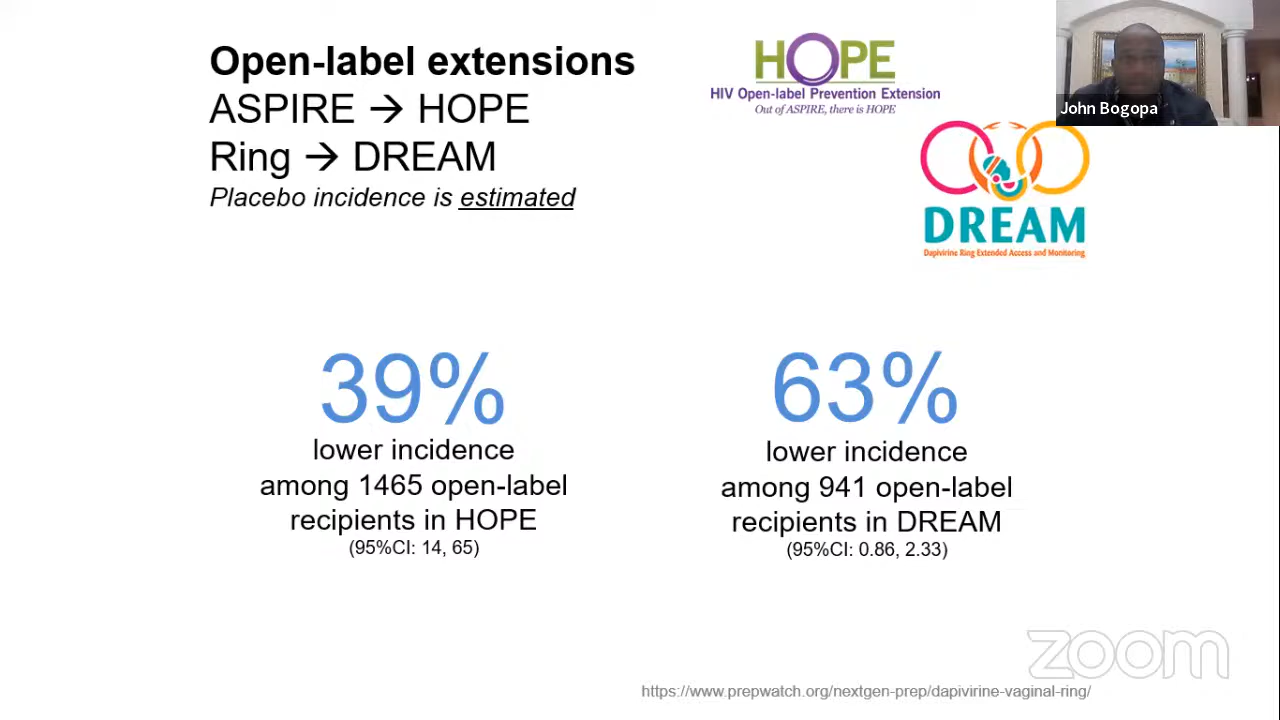 Open-label extensions
ASPIRE → HOPE
Ring → DREAM
Placebo incidence is estimated
HOPE
HIV Open-label Prevention Extension
Out of ASPIRE, there is HOPE
John Bogopa
DREAM
Dapivirine Ring Extended Access and Monitoring
39%
lower incidence
among 1465 open-label
recipients in HOPE
(95%CI: 14, 65)
63%
lower incidence
among 941 open-label
recipients in DREAM
(95%CI: 0.86, 2.33)
zoom
https://www.prepwatch.org/nextgen-prep/dapivirine-vaginal-ring/